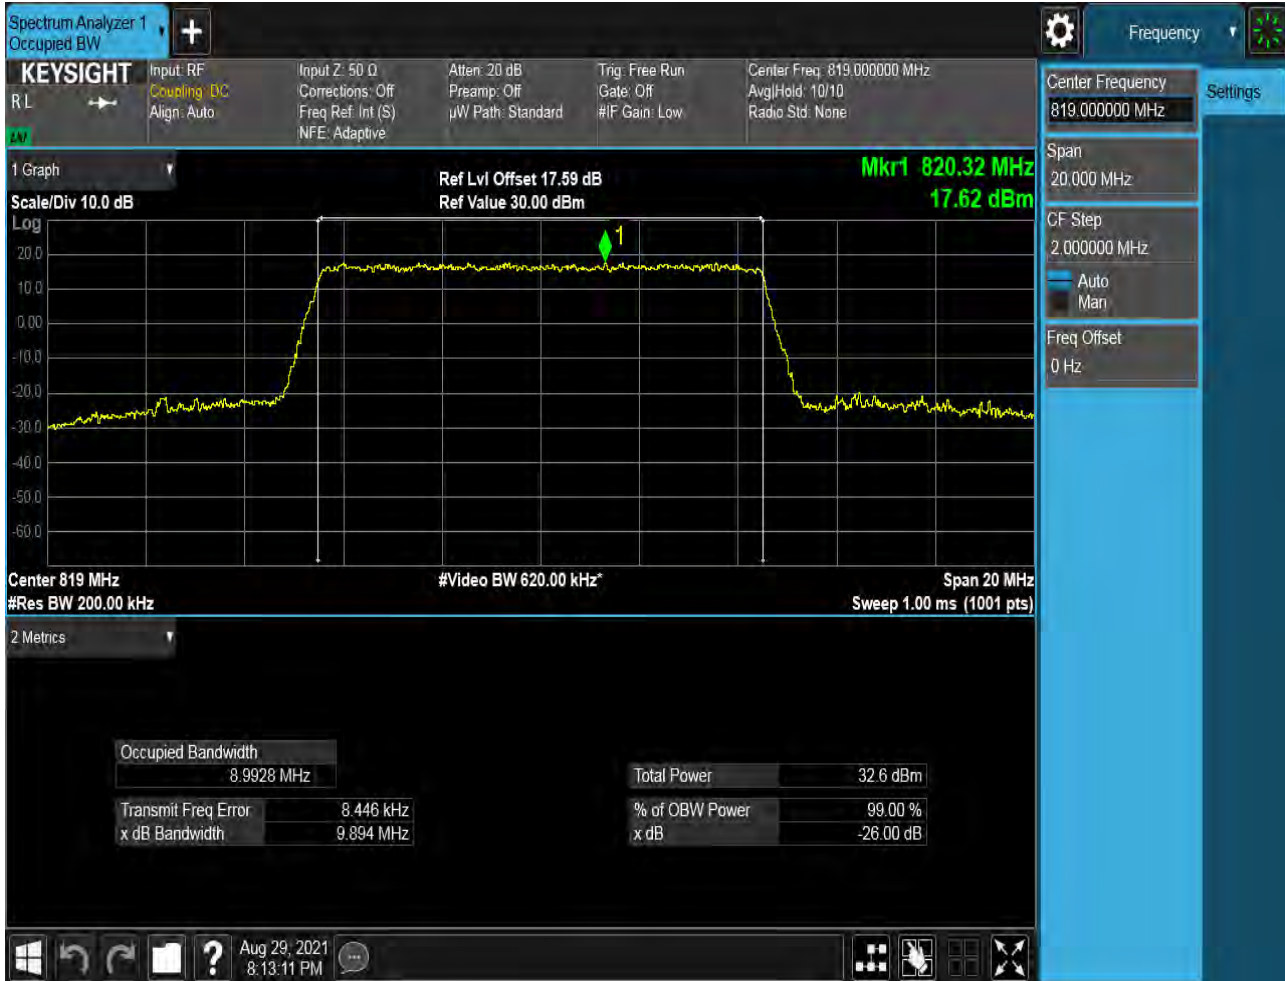 Spectrum Analyzer 1
Occupied BW
Frequency
KEYSIGHT
R L
Input: RF
Coupling: DC
Align: Auto
Input Z: 50 Ω
Corrections: Off
Freq Ref: Int (S)
NFE: Adaptive
Atten: 20 dB
Preamp: Off
µW Path: Standard
Trig: Free Run
Gate: Off
#IF Gain: Low
Center Freq: 819.000000 MHz
Avg|Hold: 10/10
Radio Std: None
Center Frequency
819.000000 MHz
Settings
Span
20.000 MHz
CF Step
2.000000 MHz
Auto
Man
Freq Offset
0 Hz
1 Graph
Scale/Div 10.0 dB
Ref Lvl Offset 17.59 dB
Ref Value 30.00 dBm
Mkr1 820.32 MHz
17.62 dBm
Log
1
20.0
10.0
0.00
-10.0
-20.0
-30.0
-40.0
-50.0
-60.0
Center 819 MHz
#Video BW 620.00 kHz*
Span 20 MHz
#Res BW 200.00 kHz
Sweep 1.00 ms (1001 pts)
2 Metrics
Occupied Bandwidth
8.9928 MHz
Total Power 32.6 dBm
Transmit Freq Error 8.446 kHz
% of OBW Power 99.00 %
x dB Bandwidth 9.894 MHz
x dB -26.00 dB
Aug 29, 2021
8:13:11 PM